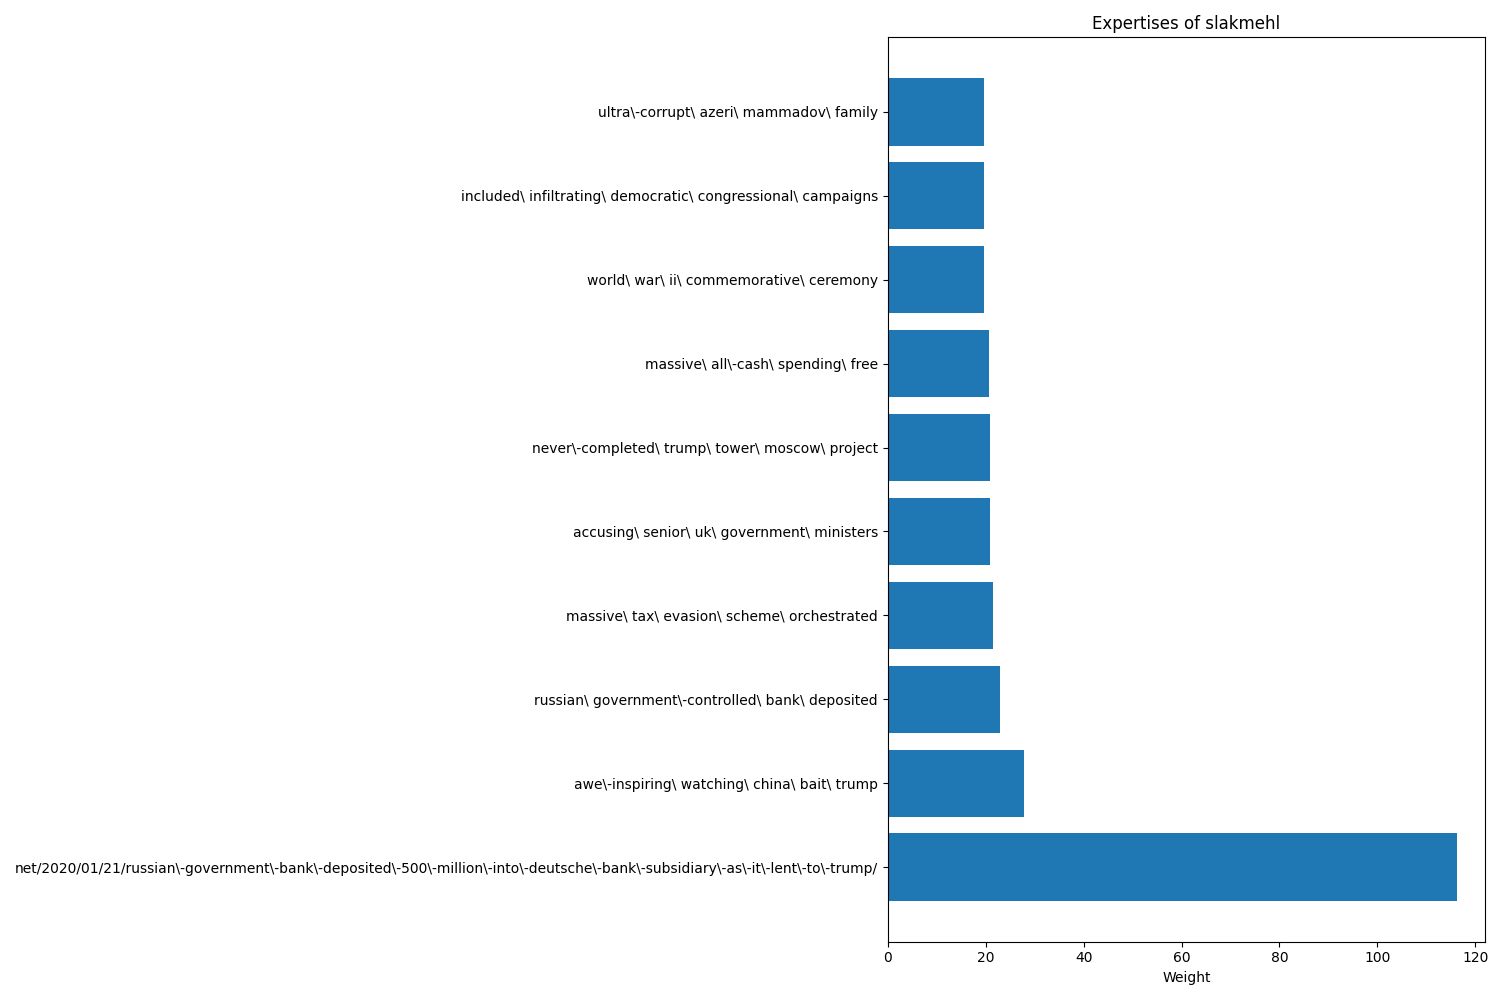 Expertises of slakmehl
ultra\-corrupt\ azeri\ mammadov\ family
included\ infiltrating\ democratic\ congressional\ campaigns
world\ war\ ii\ commemorative\ ceremony
massive\ all\-cash\ spending\ free
never\-completed\ trump\ tower\ moscow\ project
accusing\ senior\ uk\ government\ ministers
massive\ tax\ evasion\ scheme\ orchestrated
russian\ government\-controlled\ bank\ deposited
awe\-inspiring\ watching\ china\ bait\ trump
net/2020/01/21/russian\-government\-bank\-deposited\-500\-million\-into\-deutsche\-bank\-subsidiary\-as\-it\-lent\-to\-trump/
0 20 40 60 80 100 120
Weight